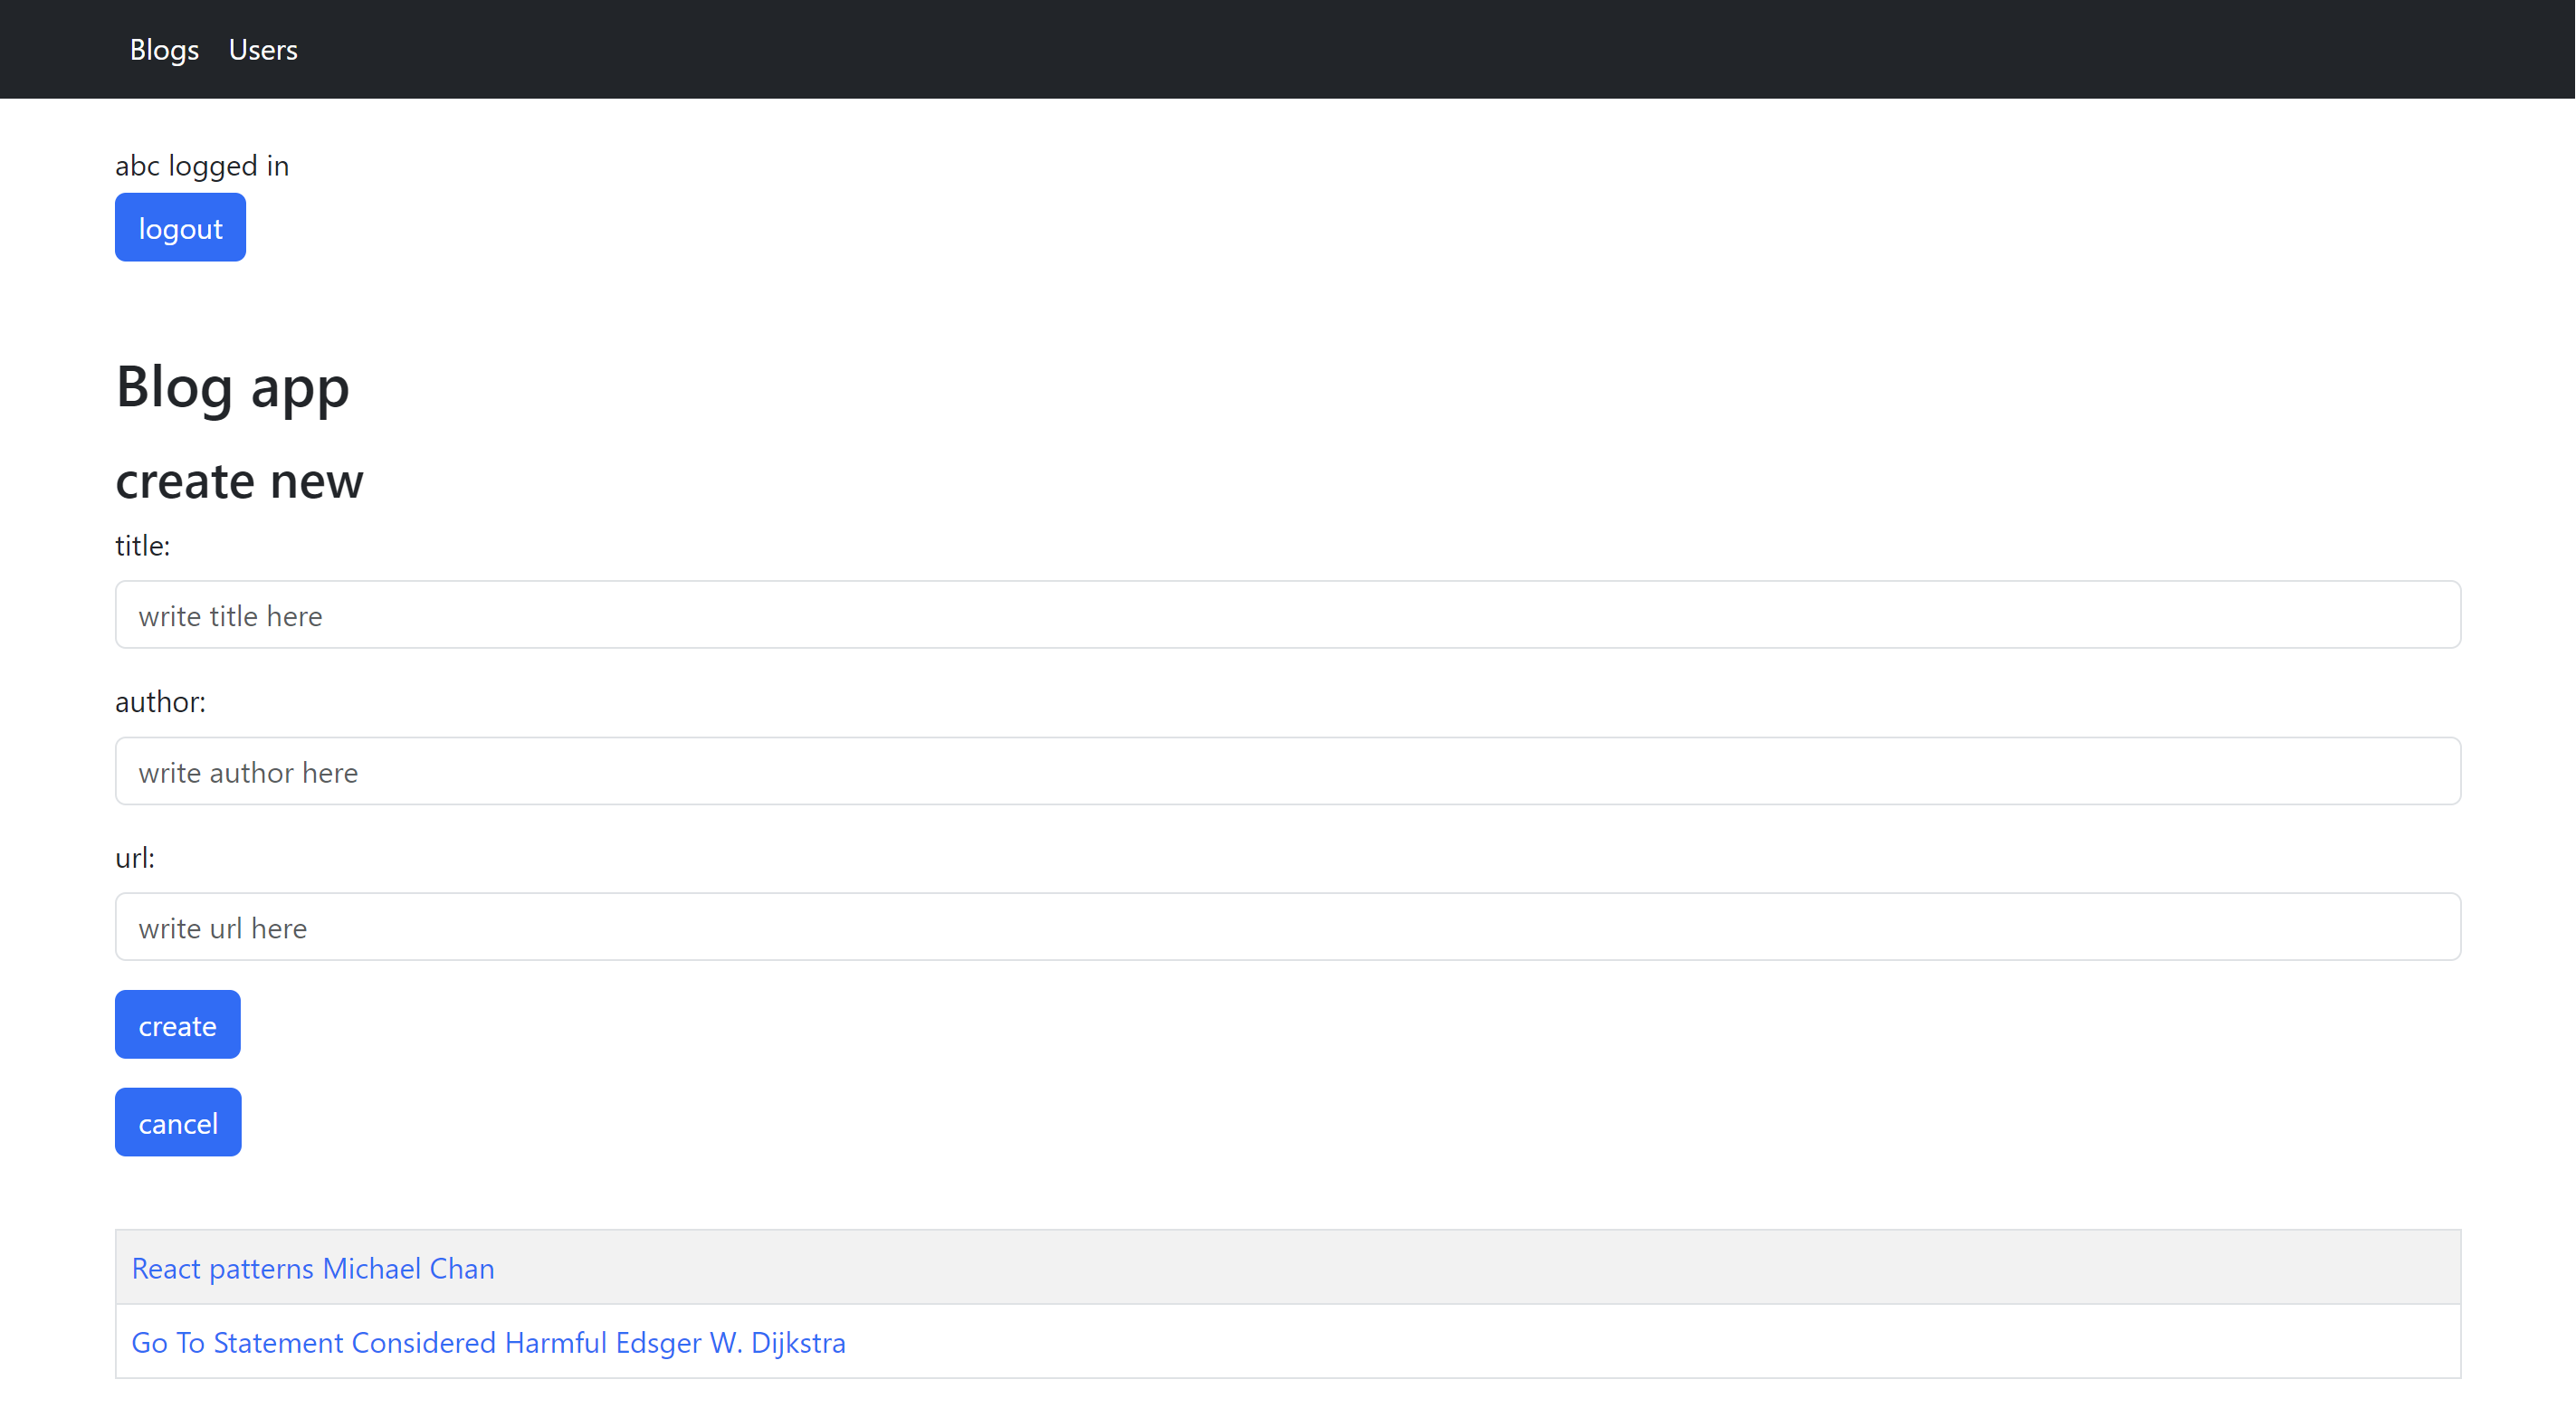 Blogs Users
abc logged in
logout
Blog app
create new
title:
write title here
author:
write author here
url:
write url here
create
cancel
React patterns Michael Chan
Go To Statement Considered Harmful Edsger W. Dijkstra